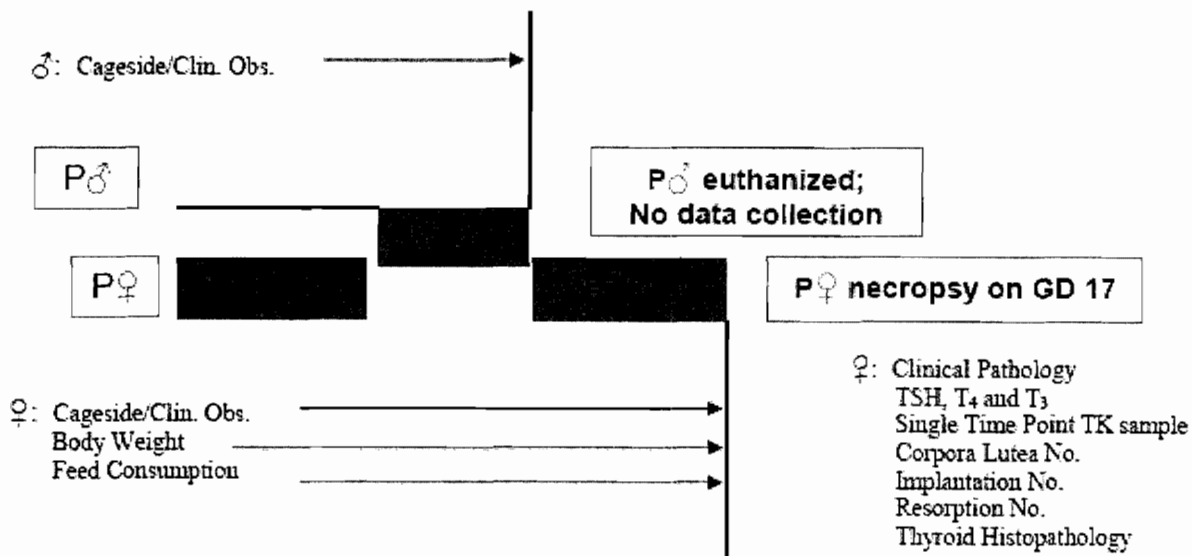 ♂: Cageside/Clin. Obs.
P♂
P♂ euthanized;
No data collection
P♀
P♀ necropsy on GD 17
♀: Cageside/Clin. Obs.
Body Weight
Feed Consumption
♀: Clinical Pathology
TSH, T₄ and T₃
Single Time Point TK sample
Corpora Lutea No.
Implantation No.
Resorption No.
Thyroid Histopathology